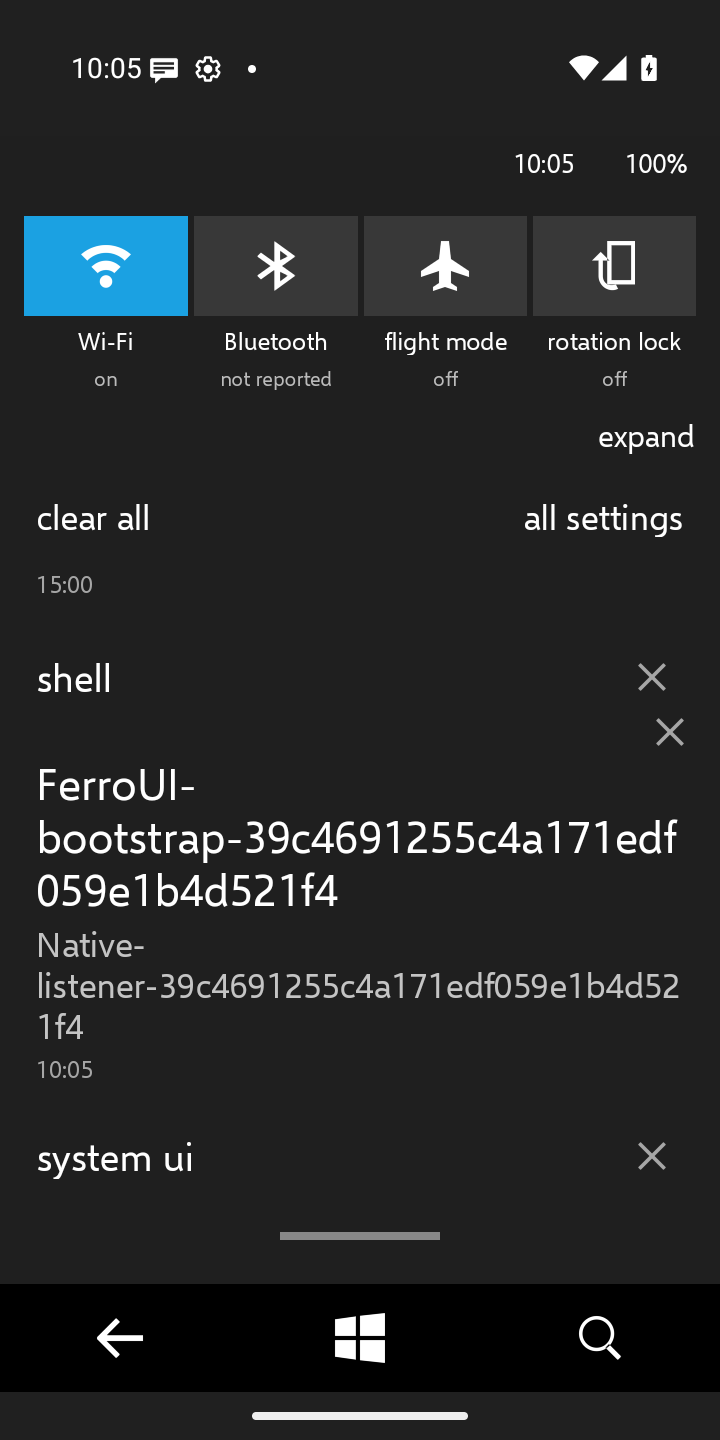 10:05
10:05 100%
Wi-Fi Bluetooth flight mode rotation lock
on not reported off off
expand
clear all all settings
15:00
shell
FerroUI-
bootstrap-39c4691255c4a171edf
059e1b4d521f4
Native-
listener-39c4691255c4a171edf059e1b4d52
1f4
10:05
system ui